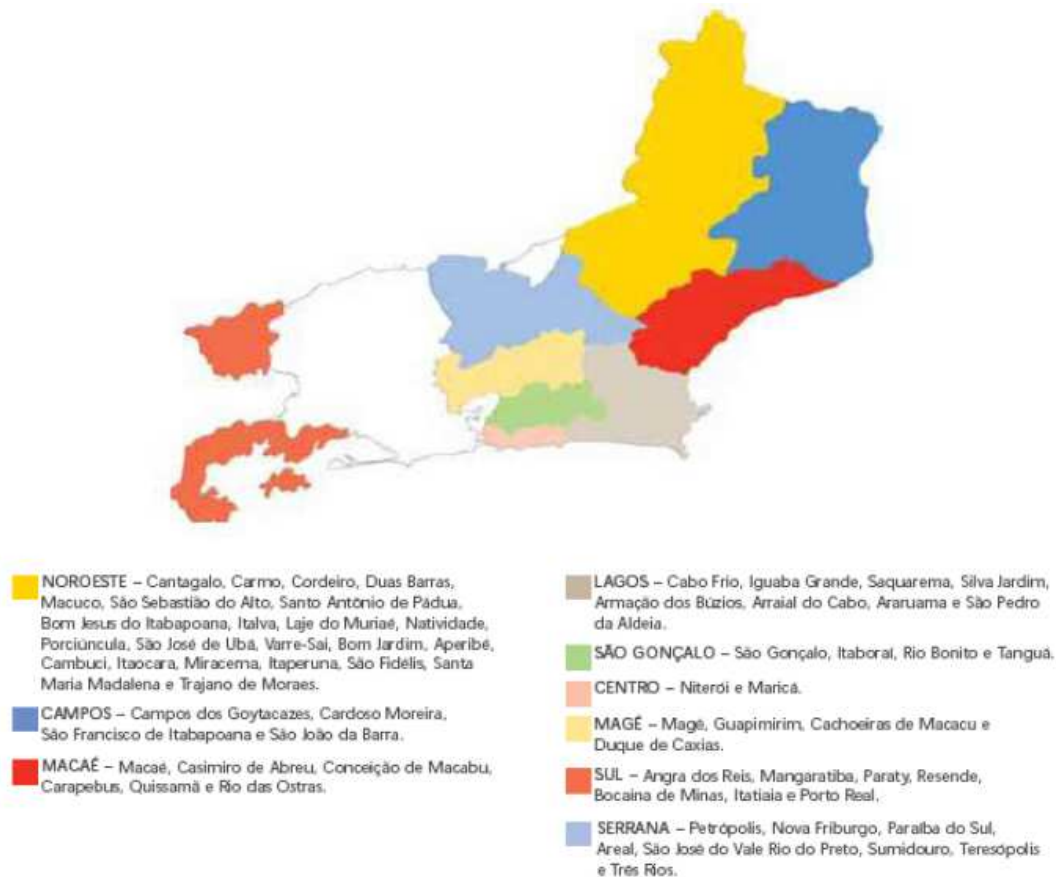 NOROESTE – Cantagalo, Carmo, Cordeiro, Duas Barras,
Macuco, São Sebastião do Alto, Santo Antônio de Pádua,
Bom Jesus do Itabapoana, Italva, Laje do Muriaé, Natividade,
Porciúncula, São José de Ubá, Varre-Sai, Bom Jardim, Aperibé,
Cambuci, Itaocara, Miracema, Itaperuna, São Fidélis, Santa
Maria Madalena e Trajano de Moraes.
CAMPOS – Campos dos Goytacazes, Cardoso Moreira,
São Francisco de Itabapoana e São João da Barra.
MACAÉ – Macaé, Casimiro de Abreu, Conceição de Macabu,
Carapebus, Quissamã e Rio das Ostras.
LAGOS – Cabo Frio, Iguaba Grande, Saquarema, Silva Jardim,
Armação dos Búzios, Arraial do Cabo, Araruama e São Pedro
da Aldeia.
SÃO GONÇALO – São Gonçalo, Itaboraí, Rio Bonito e Tanguá.
CENTRO – Niterói e Maricá.
MAGÉ – Magé, Guapimirim, Cachoeiras de Macacu e
Duque de Caxias.
SUL – Angra dos Reis, Mangaratiba, Paraty, Resende,
Bocaina de Minas, Itatiaia e Porto Real.
SERRANA – Petrópolis, Nova Friburgo, Paraíba do Sul,
Areal, São José do Vale Rio do Preto, Sumidouro, Teresópolis
e Três Rios.